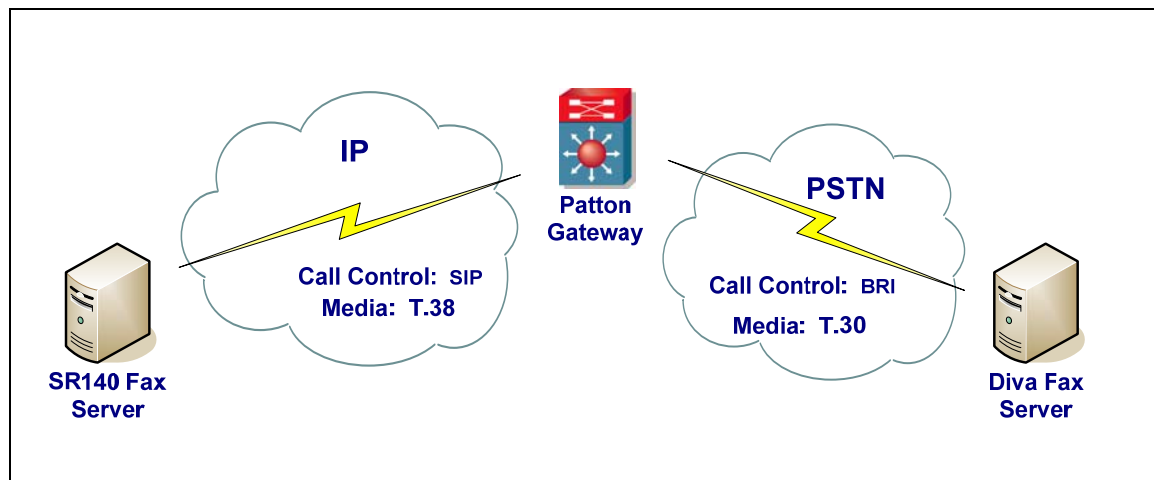 IP
Call Control: SIP
Media: T.38
SR140 Fax
Server
Patton
Gateway
PSTN
Call Control: BRI
Media: T.30
Diva Fax
Server